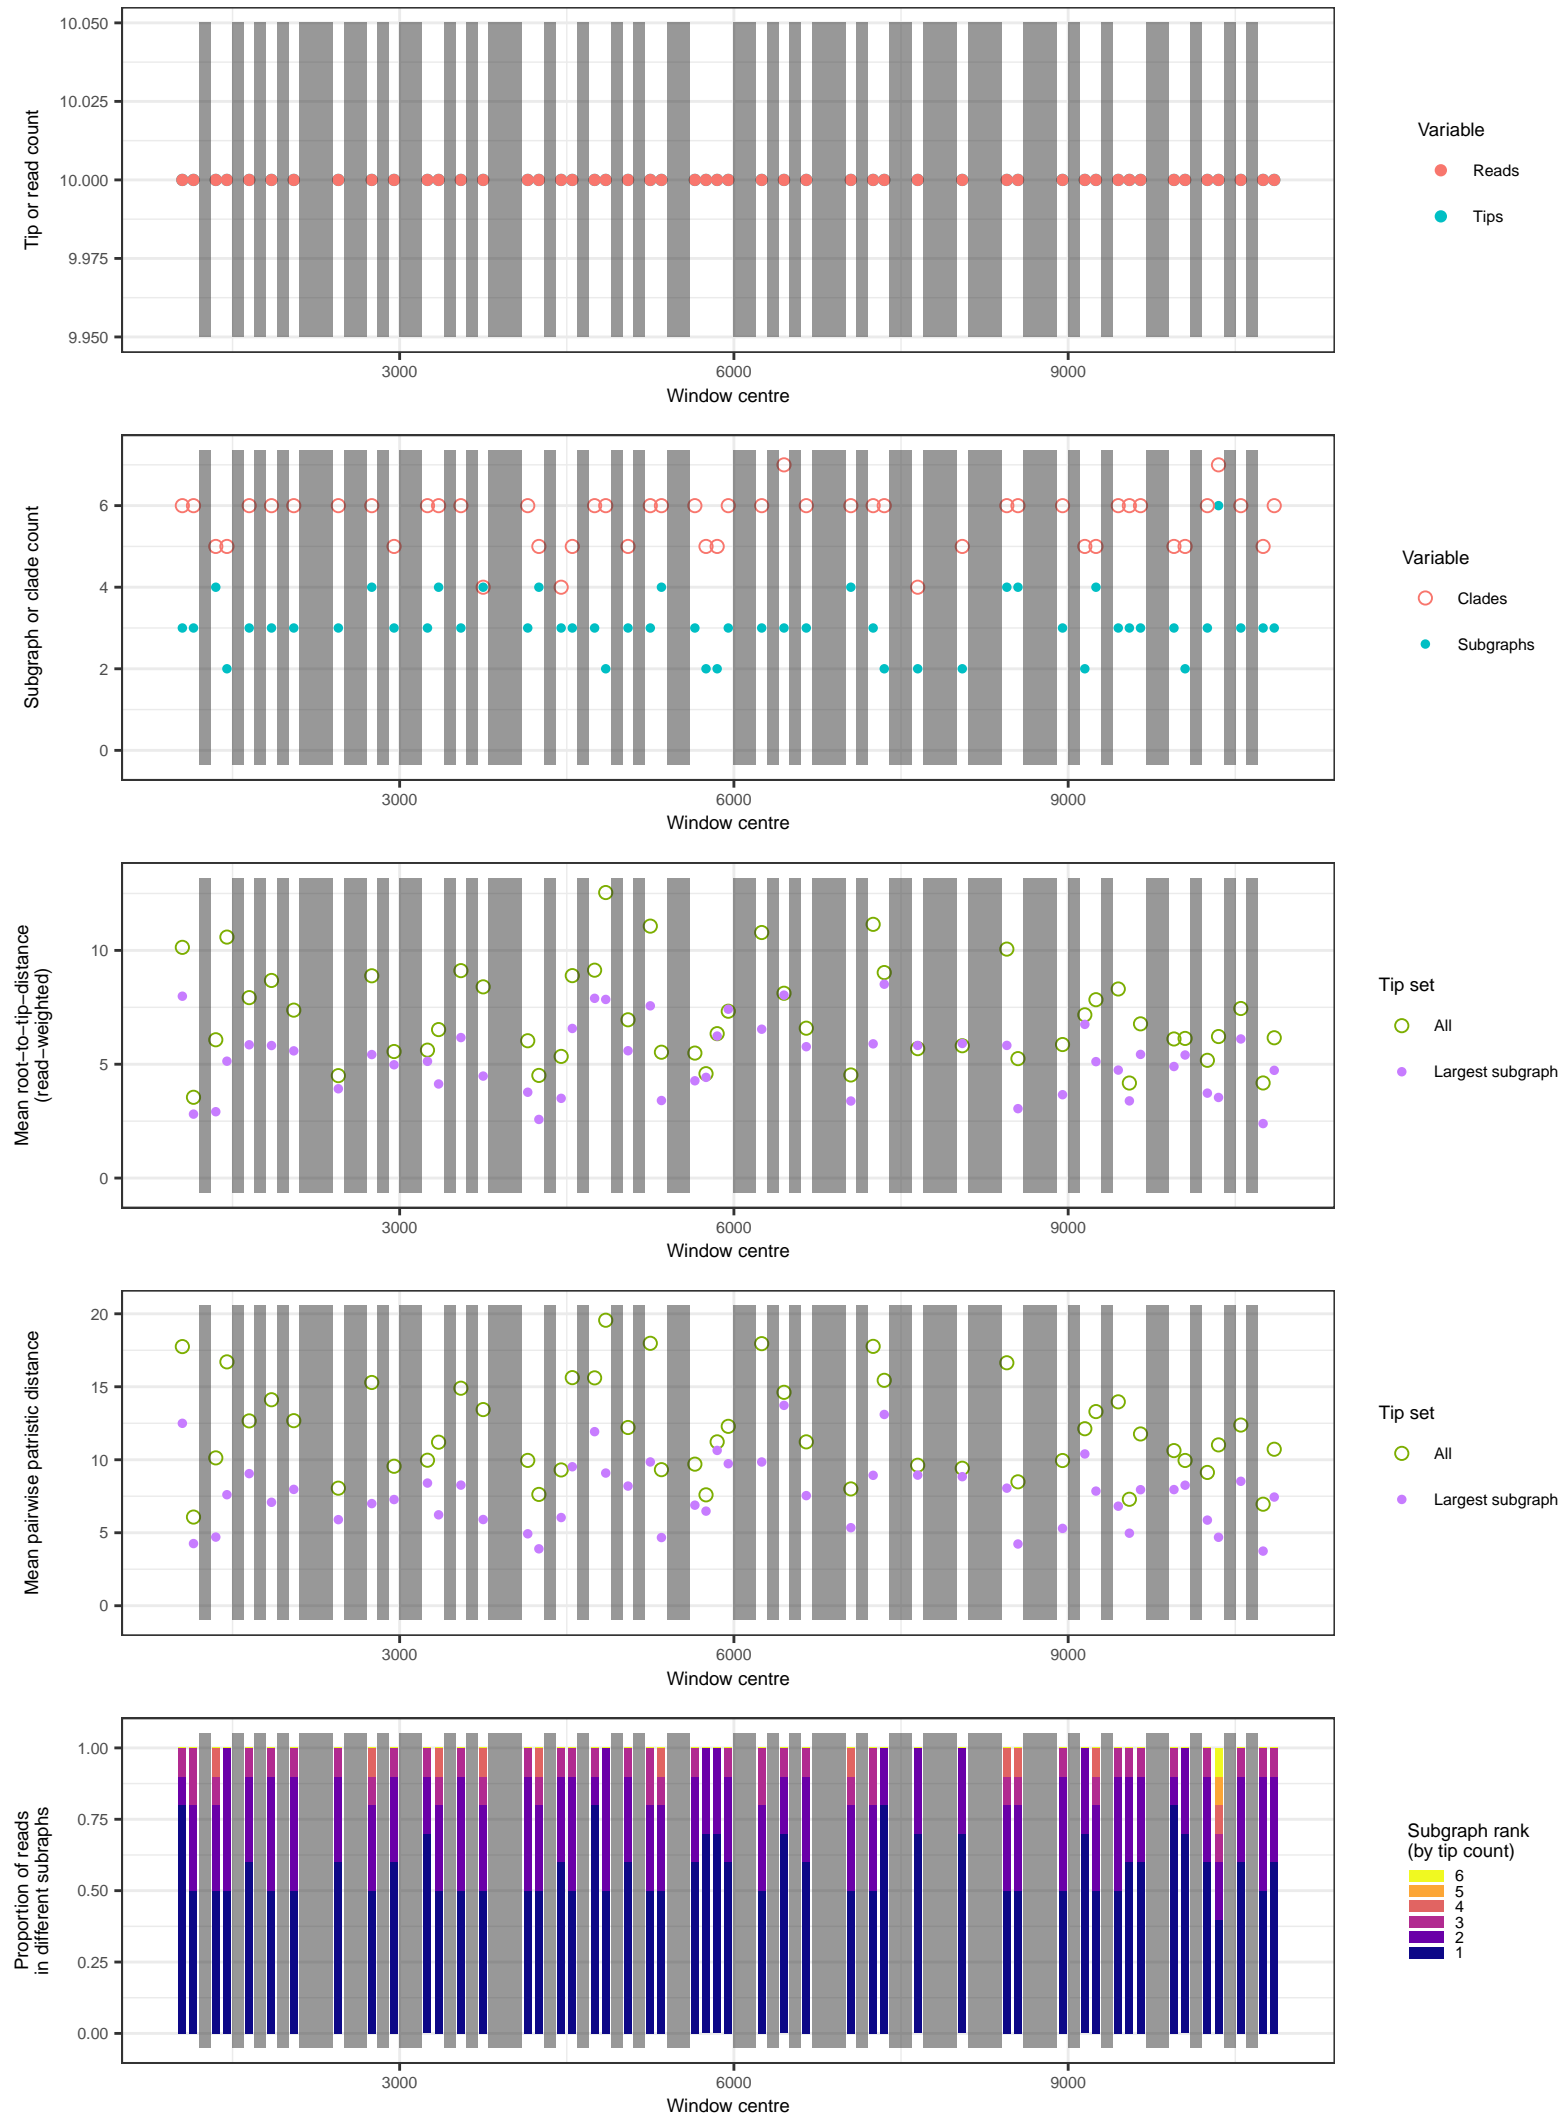 10.050
10.025
10.000
9.975
9.950
Tip or read count
3000
6000
9000
Window centre
Variable
Reads
Tips
6
4
2
0
Subgraph or clade count
3000
6000
9000
Window centre
Variable
Clades
Subgraphs
10
5
0
Mean root−to−tip−distance
(read−weighted)
3000
6000
9000
Window centre
Tip set
All
Largest subgraph
20
15
10
5
0
Mean pairwise patristic distance
3000
6000
9000
Window centre
Tip set
All
Largest subgraph
1.00
0.75
0.50
0.25
0.00
Proportion of reads
in different subraphs
3000
6000
9000
Window centre
Subgraph rank
(by tip count)
6
5
4
3
2
1